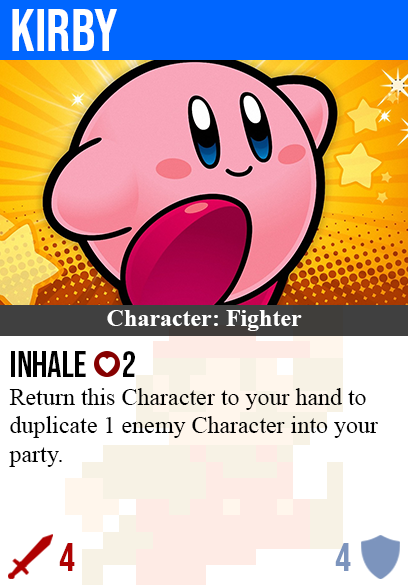 KIRBY
Character: Fighter
INHALE 2
Return this Character to your hand to
duplicate 1 enemy Character into your
party.
4
4